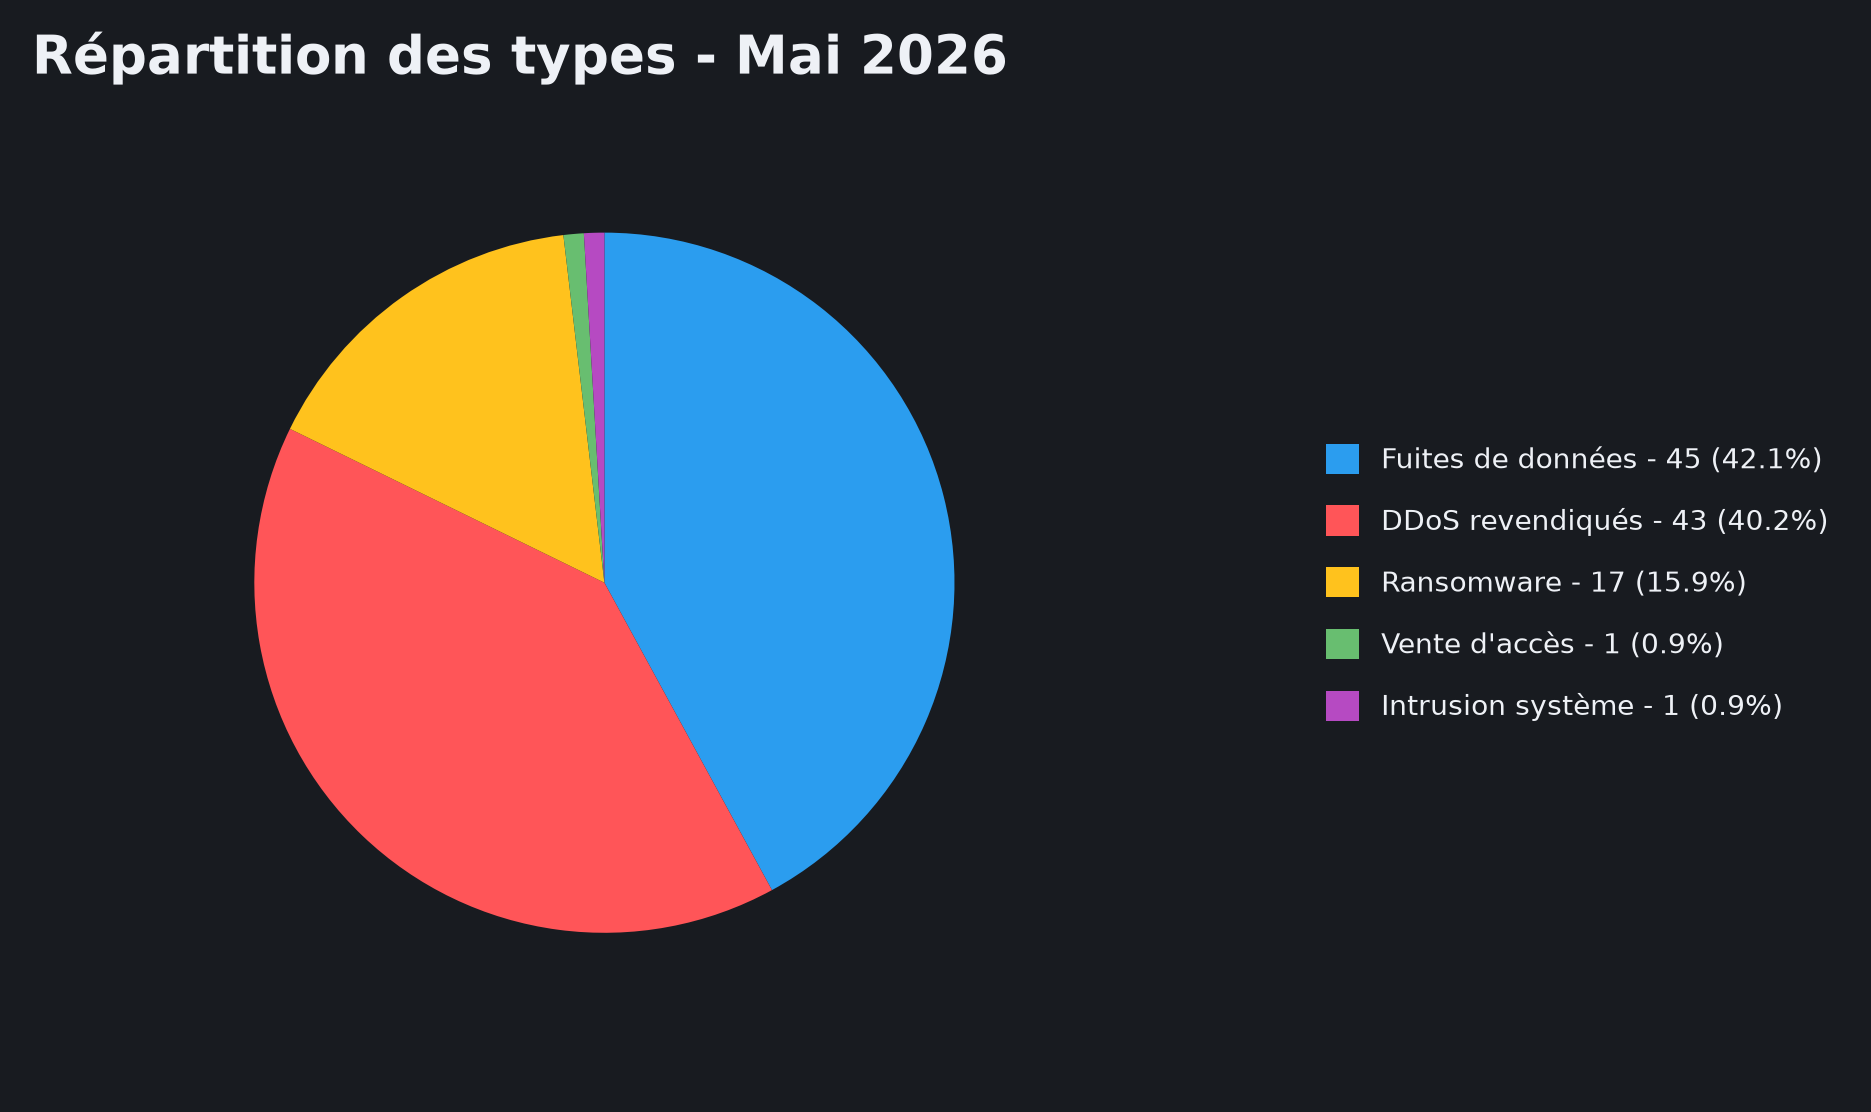 Répartition des types - Mai 2026
Fuites de données - 45 (42.1%)
DDoS revendiqués - 43 (40.2%)
Ransomware - 17 (15.9%)
Vente d'accès - 1 (0.9%)
Intrusion système - 1 (0.9%)